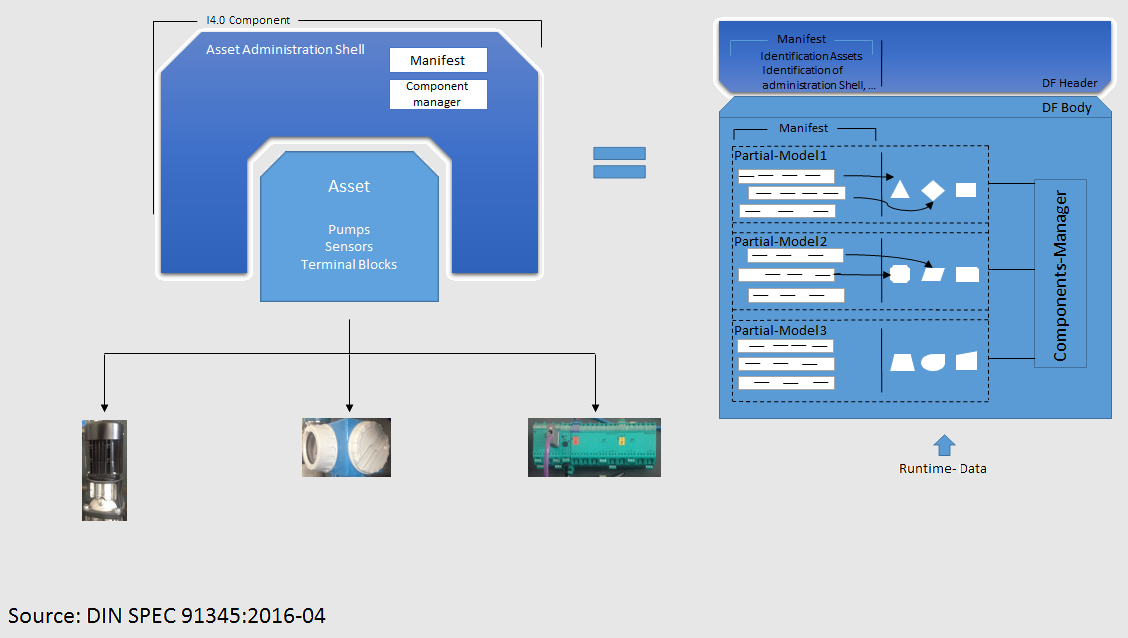 I4.0 Component
Asset Administration Shell
Manifest
Component
manager
Asset
Pumps
Sensors
Terminal Blocks
Manifest
Identification Assets
Identification of
administration Shell, ...
DF Header
DF Body
Manifest
Partial-Model1
Partial-Model2
Partial-Model3
Components-Manager
Runtime- Data
Source: DIN SPEC 91345:2016-04